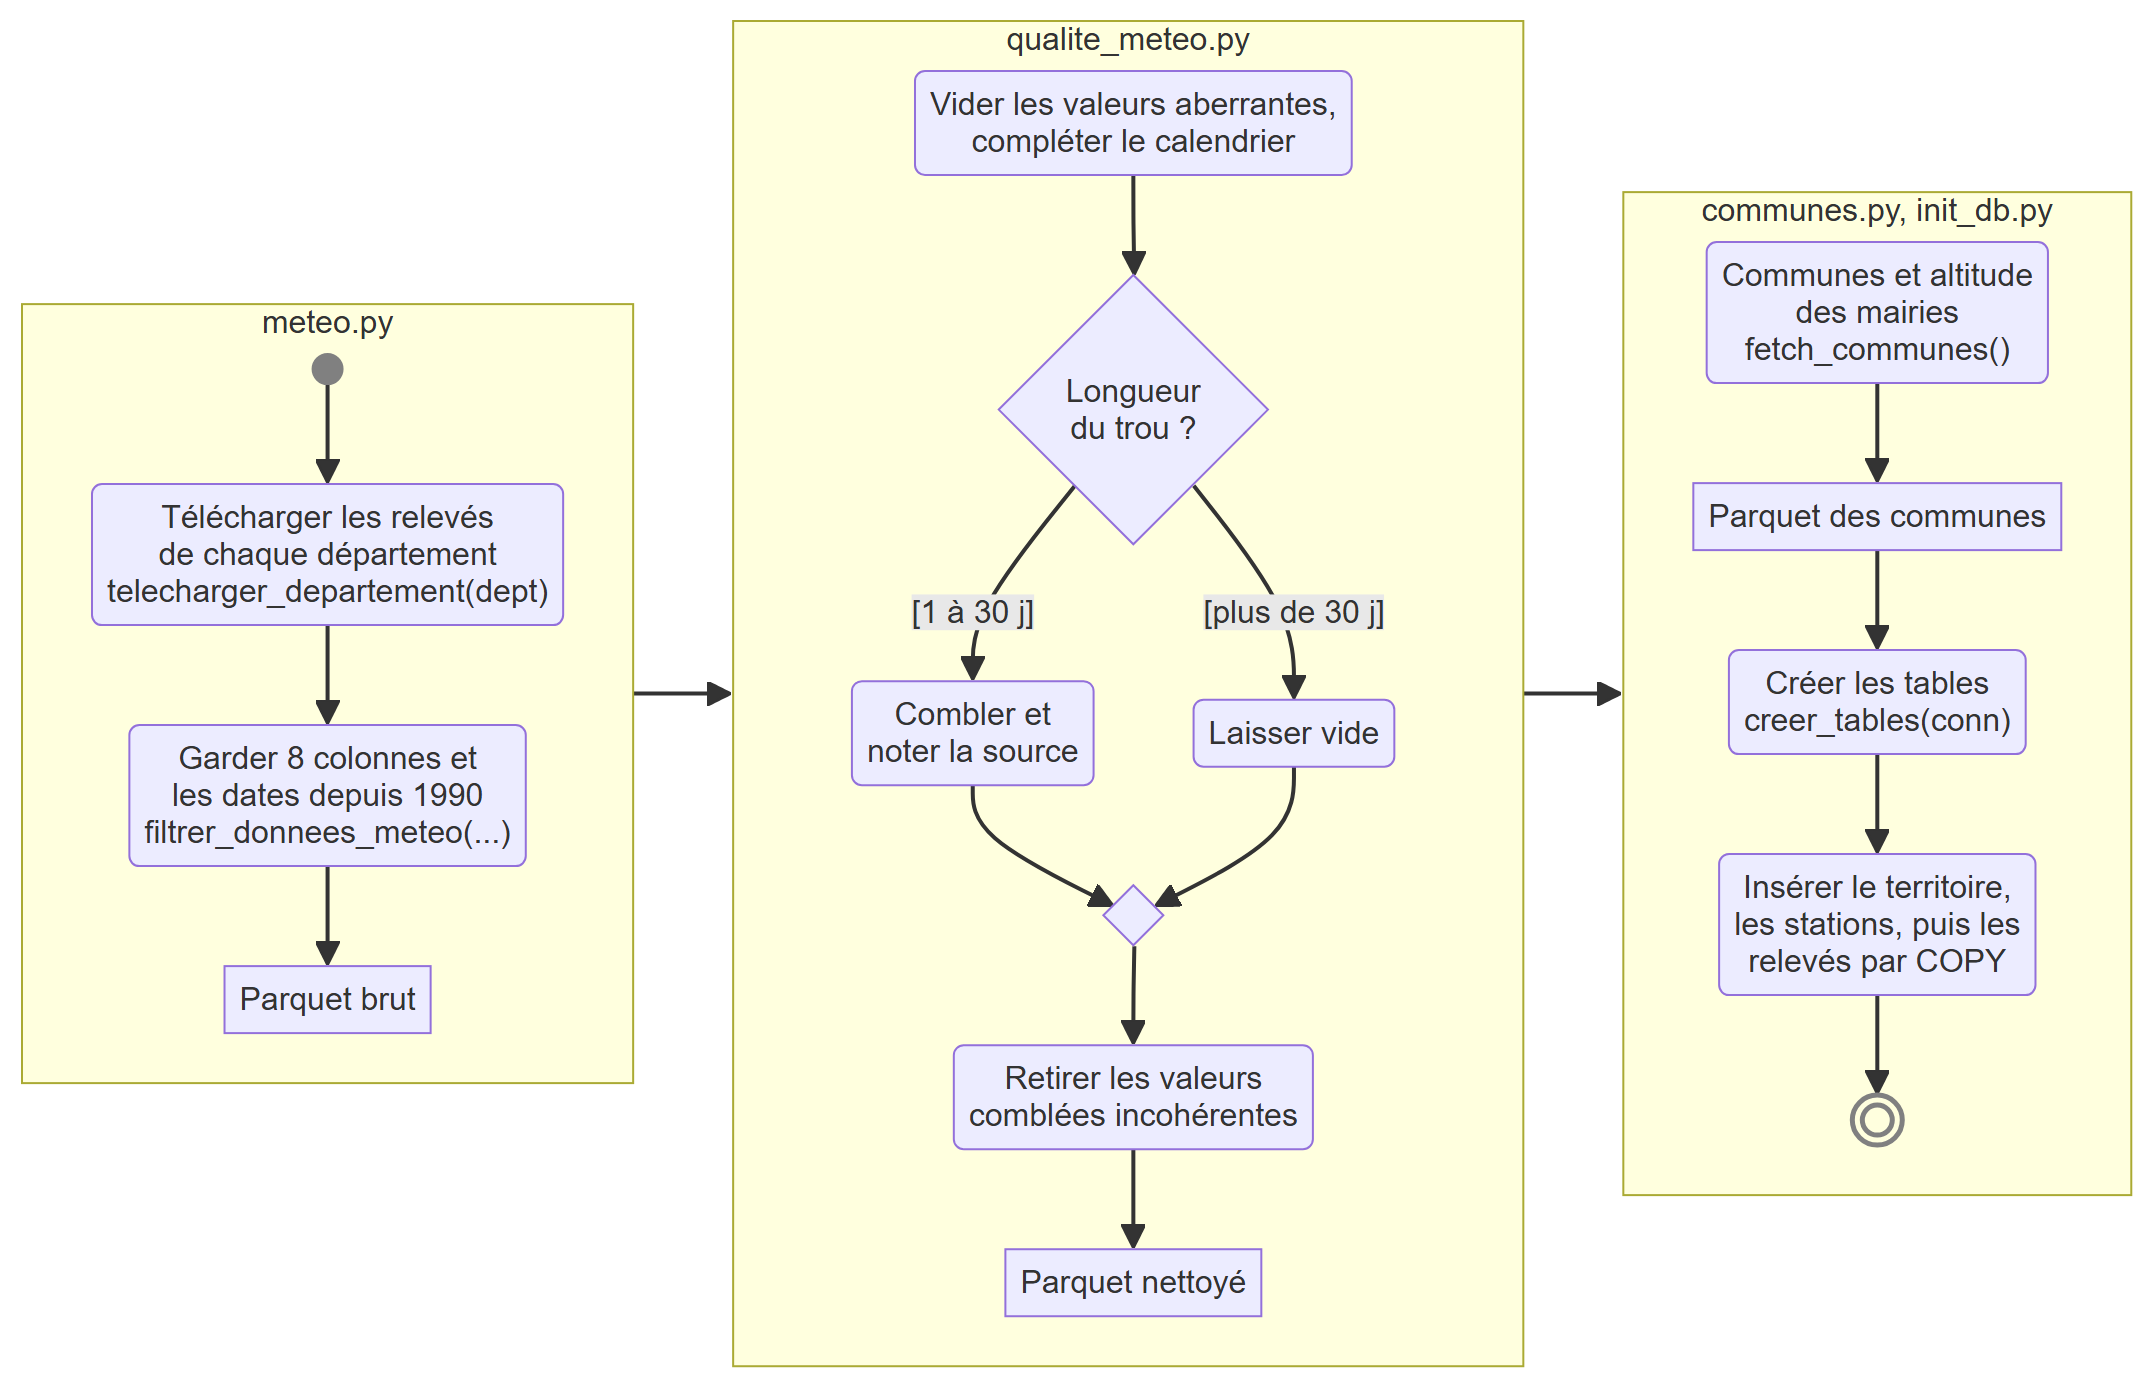 meteo.py
Télécharger les relevés
de chaque département
telecharger_departement(dept)
Garder 8 colonnes et
les dates depuis 1990
filtrer_donnees_meteo(...)
Parquet brut
qualite_meteo.py
Vider les valeurs aberrantes,
compléter le calendrier
Longueur
du trou ?
[1 à 30 j]
[plus de 30 j]
Combler et
noter la source
Laisser vide
Retirer les valeurs
comblées incohérentes
Parquet nettoyé
communes.py, init_db.py
Communes et altitude
des mairies
fetch_communes()
Parquet des communes
Créer les tables
creer_tables(conn)
Insérer le territoire,
les stations, puis les
relevés par COPY